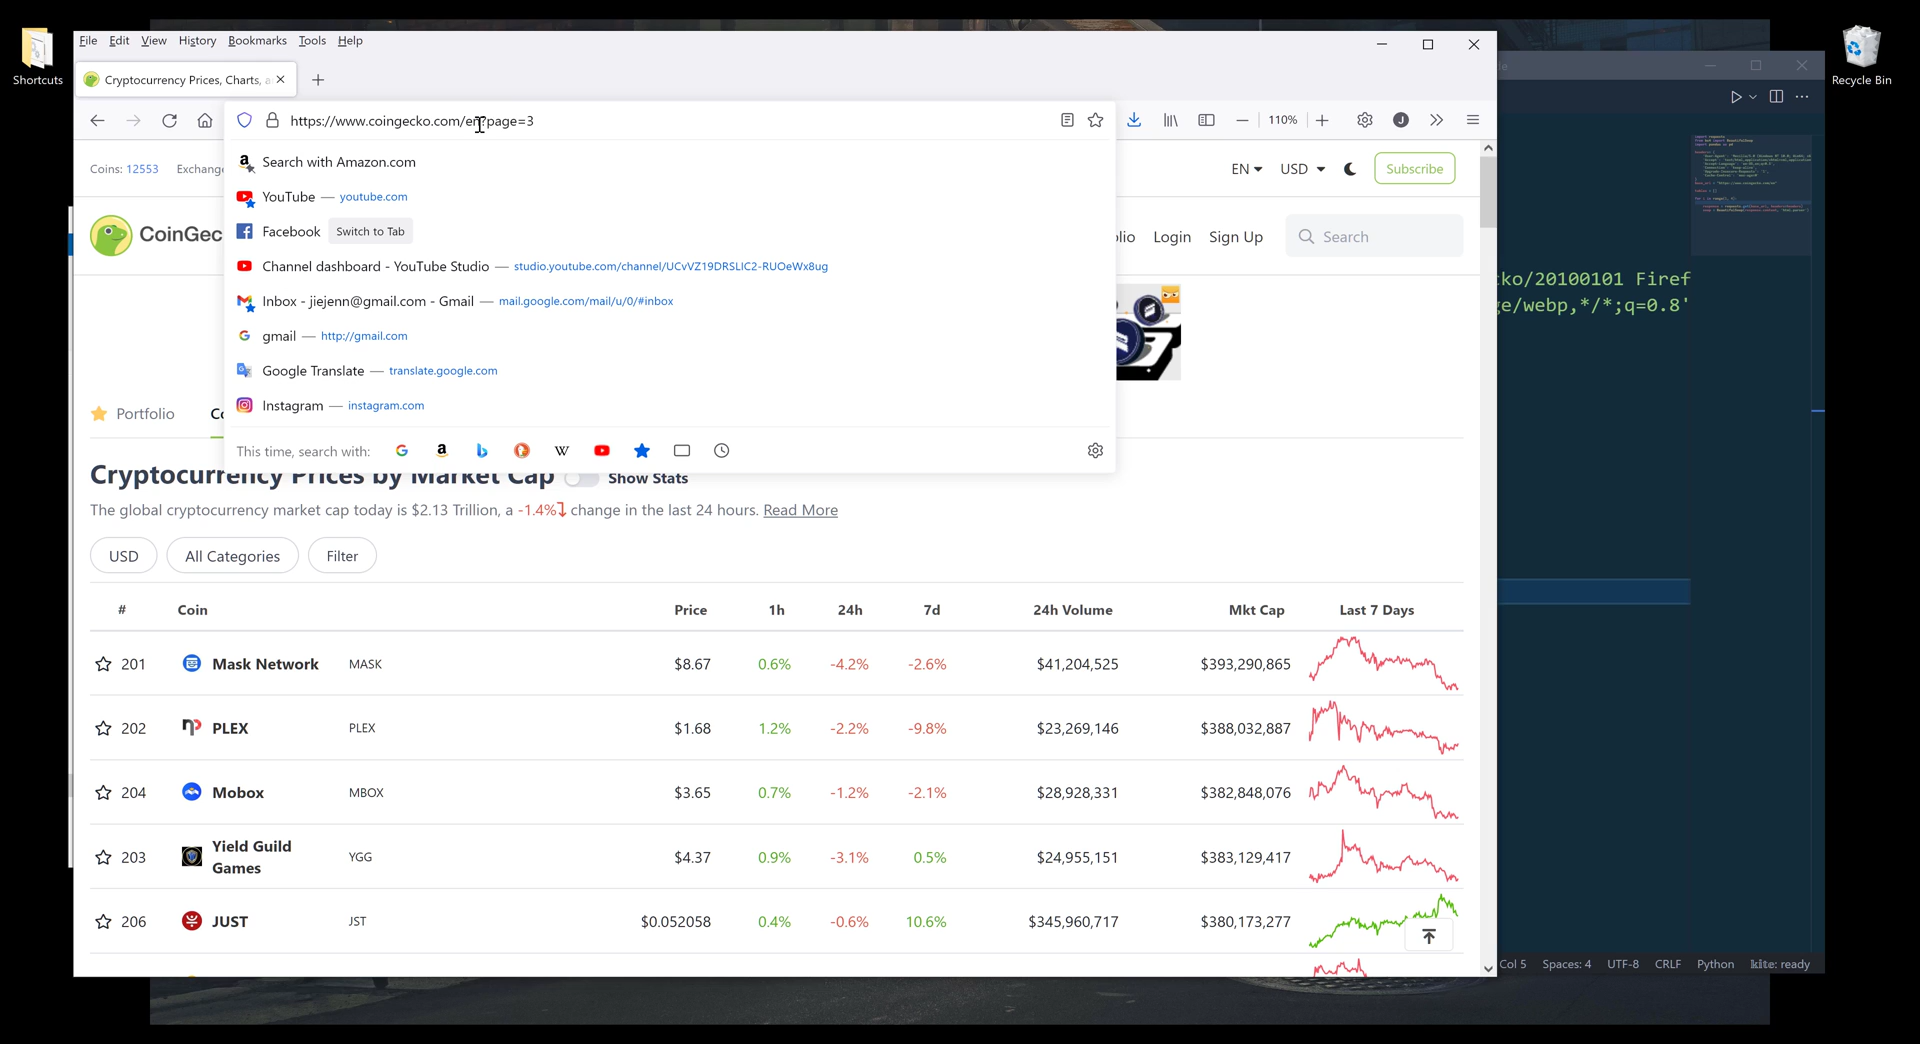 Shortcuts
Recycle Bin
File Edit View History Bookmarks Tools Help
Cryptocurrency Prices, Charts, a
https://www.coingecko.com/en?page=3
110%
J
Search with Amazon.com
YouTube — youtube.com
Facebook Switch to Tab
Channel dashboard - YouTube Studio — studio.youtube.com/channel/UCvVZ19DRSLIC2-RUOeWx8ug
Inbox - jiejenn@gmail.com - Gmail — mail.google.com/mail/u/0/#inbox
gmail — http://gmail.com
Google Translate — translate.google.com
Instagram — instagram.com
This time, search with:
Coins: 12553 Exchange
EN USD Subscribe
CoinGec
lio Login Sign Up Search
Portfolio Co
Cryptocurrency Prices by Market Cap Show Stats
The global cryptocurrency market cap today is $2.13 Trillion, a -1.4% change in the last 24 hours. Read More
USD All Categories Filter
# Coin Price 1h 24h 7d 24h Volume Mkt Cap Last 7 Days
201 Mask Network MASK $8.67 0.6% -4.2% -2.6% $41,204,525 $393,290,865
202 PLEX PLEX $1.68 1.2% -2.2% -9.8% $23,269,146 $388,032,887
204 Mobox MBOX $3.65 0.7% -1.2% -2.1% $28,928,331 $382,848,076
203 Yield Guild Games YGG $4.37 0.9% -3.1% 0.5% $24,955,151 $383,129,417
206 JUST JST $0.052058 0.4% -0.6% 10.6% $345,960,717 $380,173,277
cko/20100101 Firef
ge/webp,*/*;q=0.8'
Col 5 Spaces: 4 UTF-8 CRLF Python kite: ready